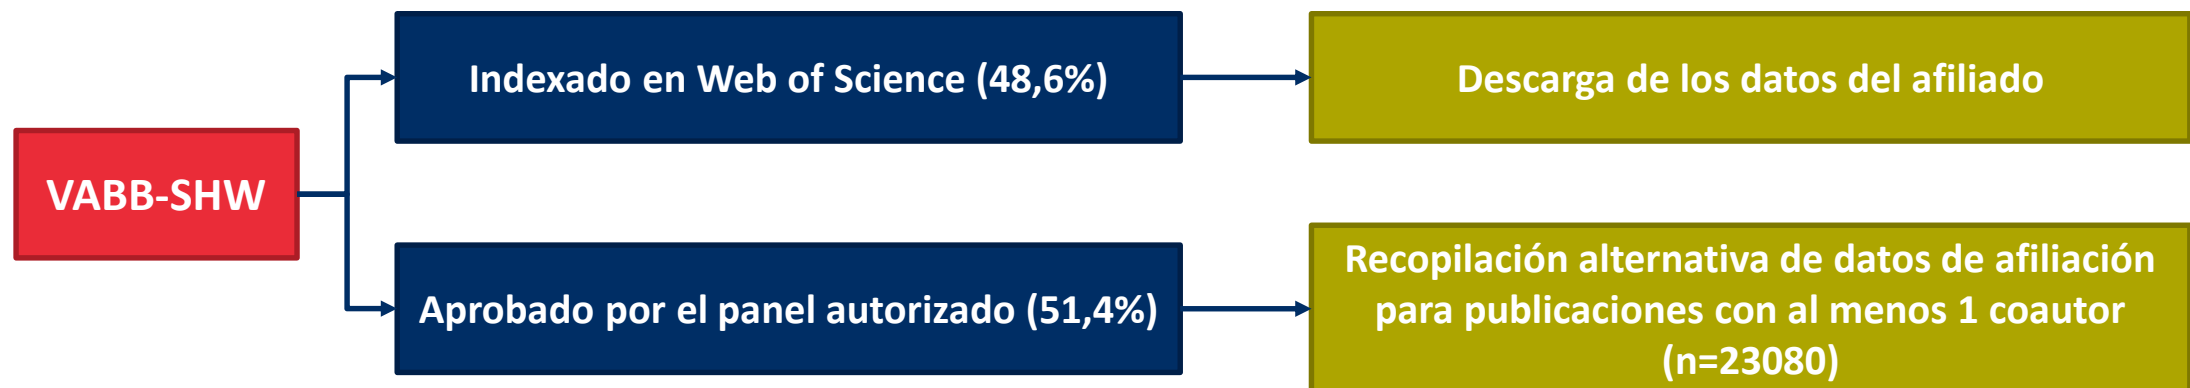 VABB-SHW
Indexado en Web of Science (48,6%)
Descarga de los datos del afiliado
Aprobado por el panel autorizado (51,4%)
Recopilación alternativa de datos de afiliación
para publicaciones con al menos 1 coautor
(n=23080)